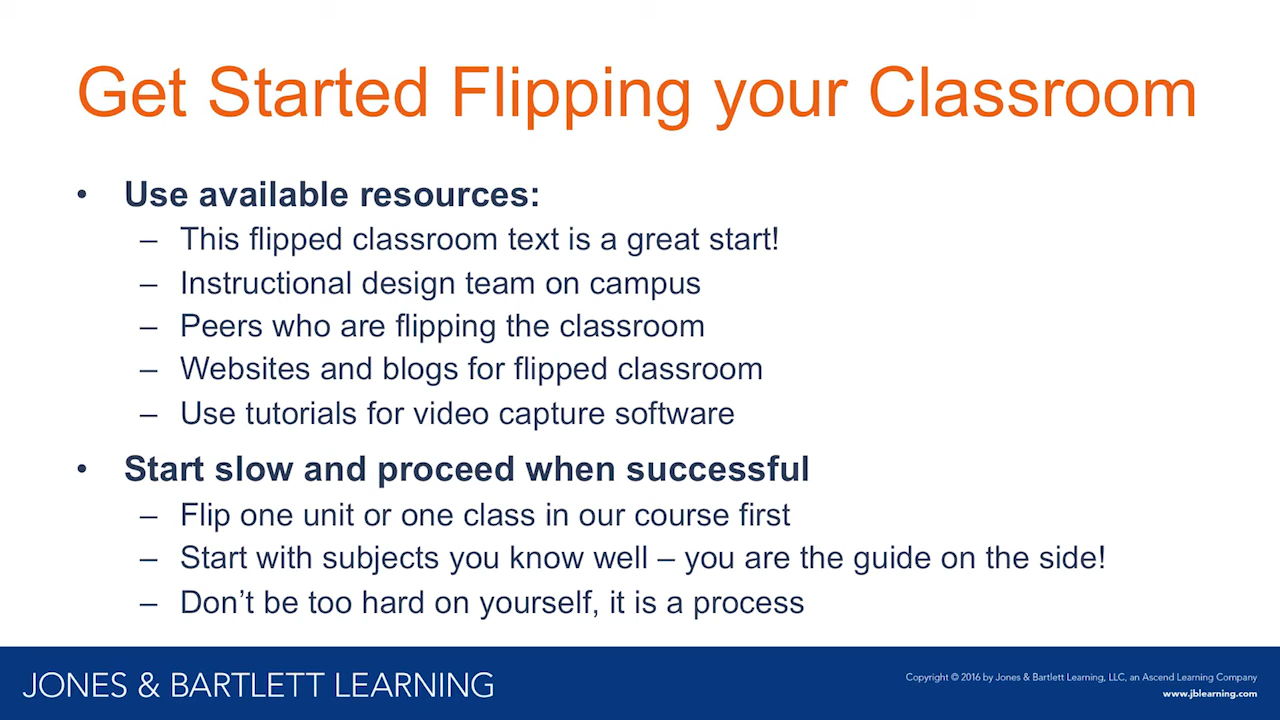 Get Started Flipping your Classroom
• Use available resources:
– This flipped classroom text is a great start!
– Instructional design team on campus
– Peers who are flipping the classroom
– Websites and blogs for flipped classroom
– Use tutorials for video capture software
• Start slow and proceed when successful
– Flip one unit or one class in our course first
– Start with subjects you know well – you are the guide on the side!
– Don’t be too hard on yourself, it is a process
JONES & BARTLETT LEARNING
Copyright © 2016 by Jones & Bartlett Learning, LLC, an Ascend Learning Company
www.jblearning.com